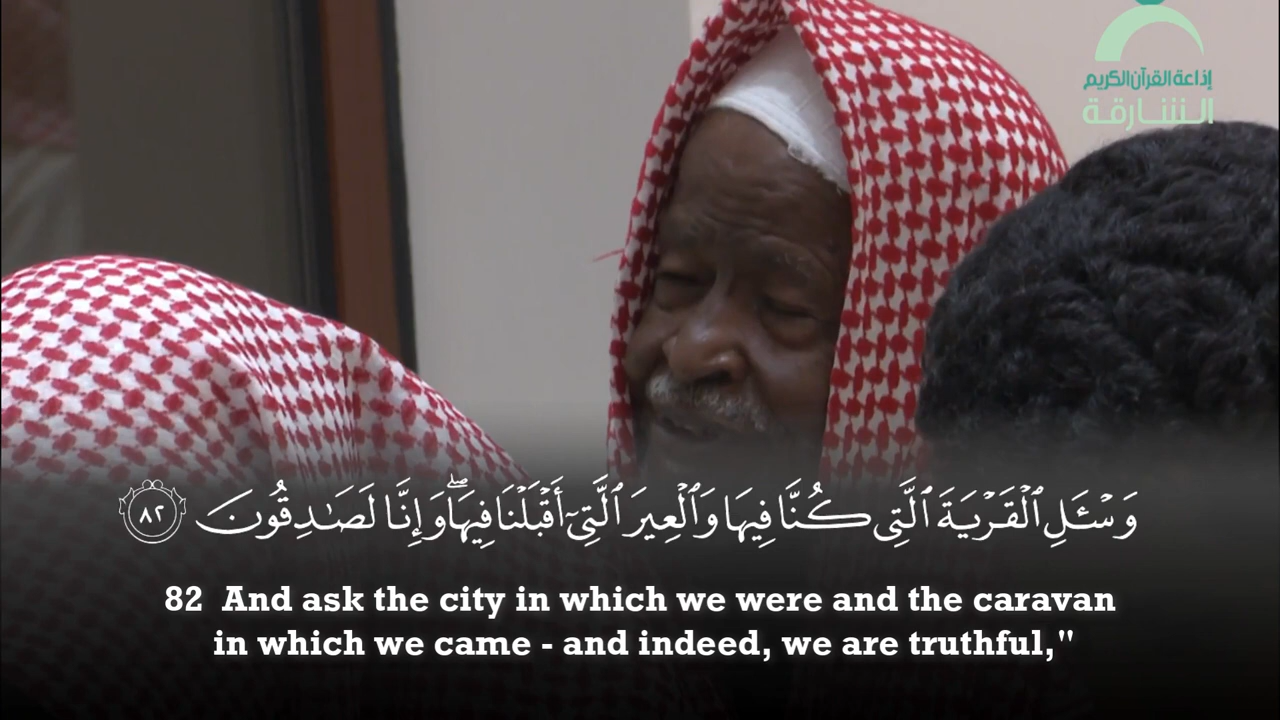 إذاعة القرآن الكريم
الشارقة
وَسْـَٔلِ ٱلْقَرْيَةَ ٱلَّتِى كُنَّا فِيهَا وَٱلْعِيرَ ٱلَّتِىٓ أَقْبَلْنَا فِيهَا ۖ وَإِنَّا لَصَـٰدِقُونَ ٨٢
82 And ask the city in which we were and the caravan
in which we came - and indeed, we are truthful,"